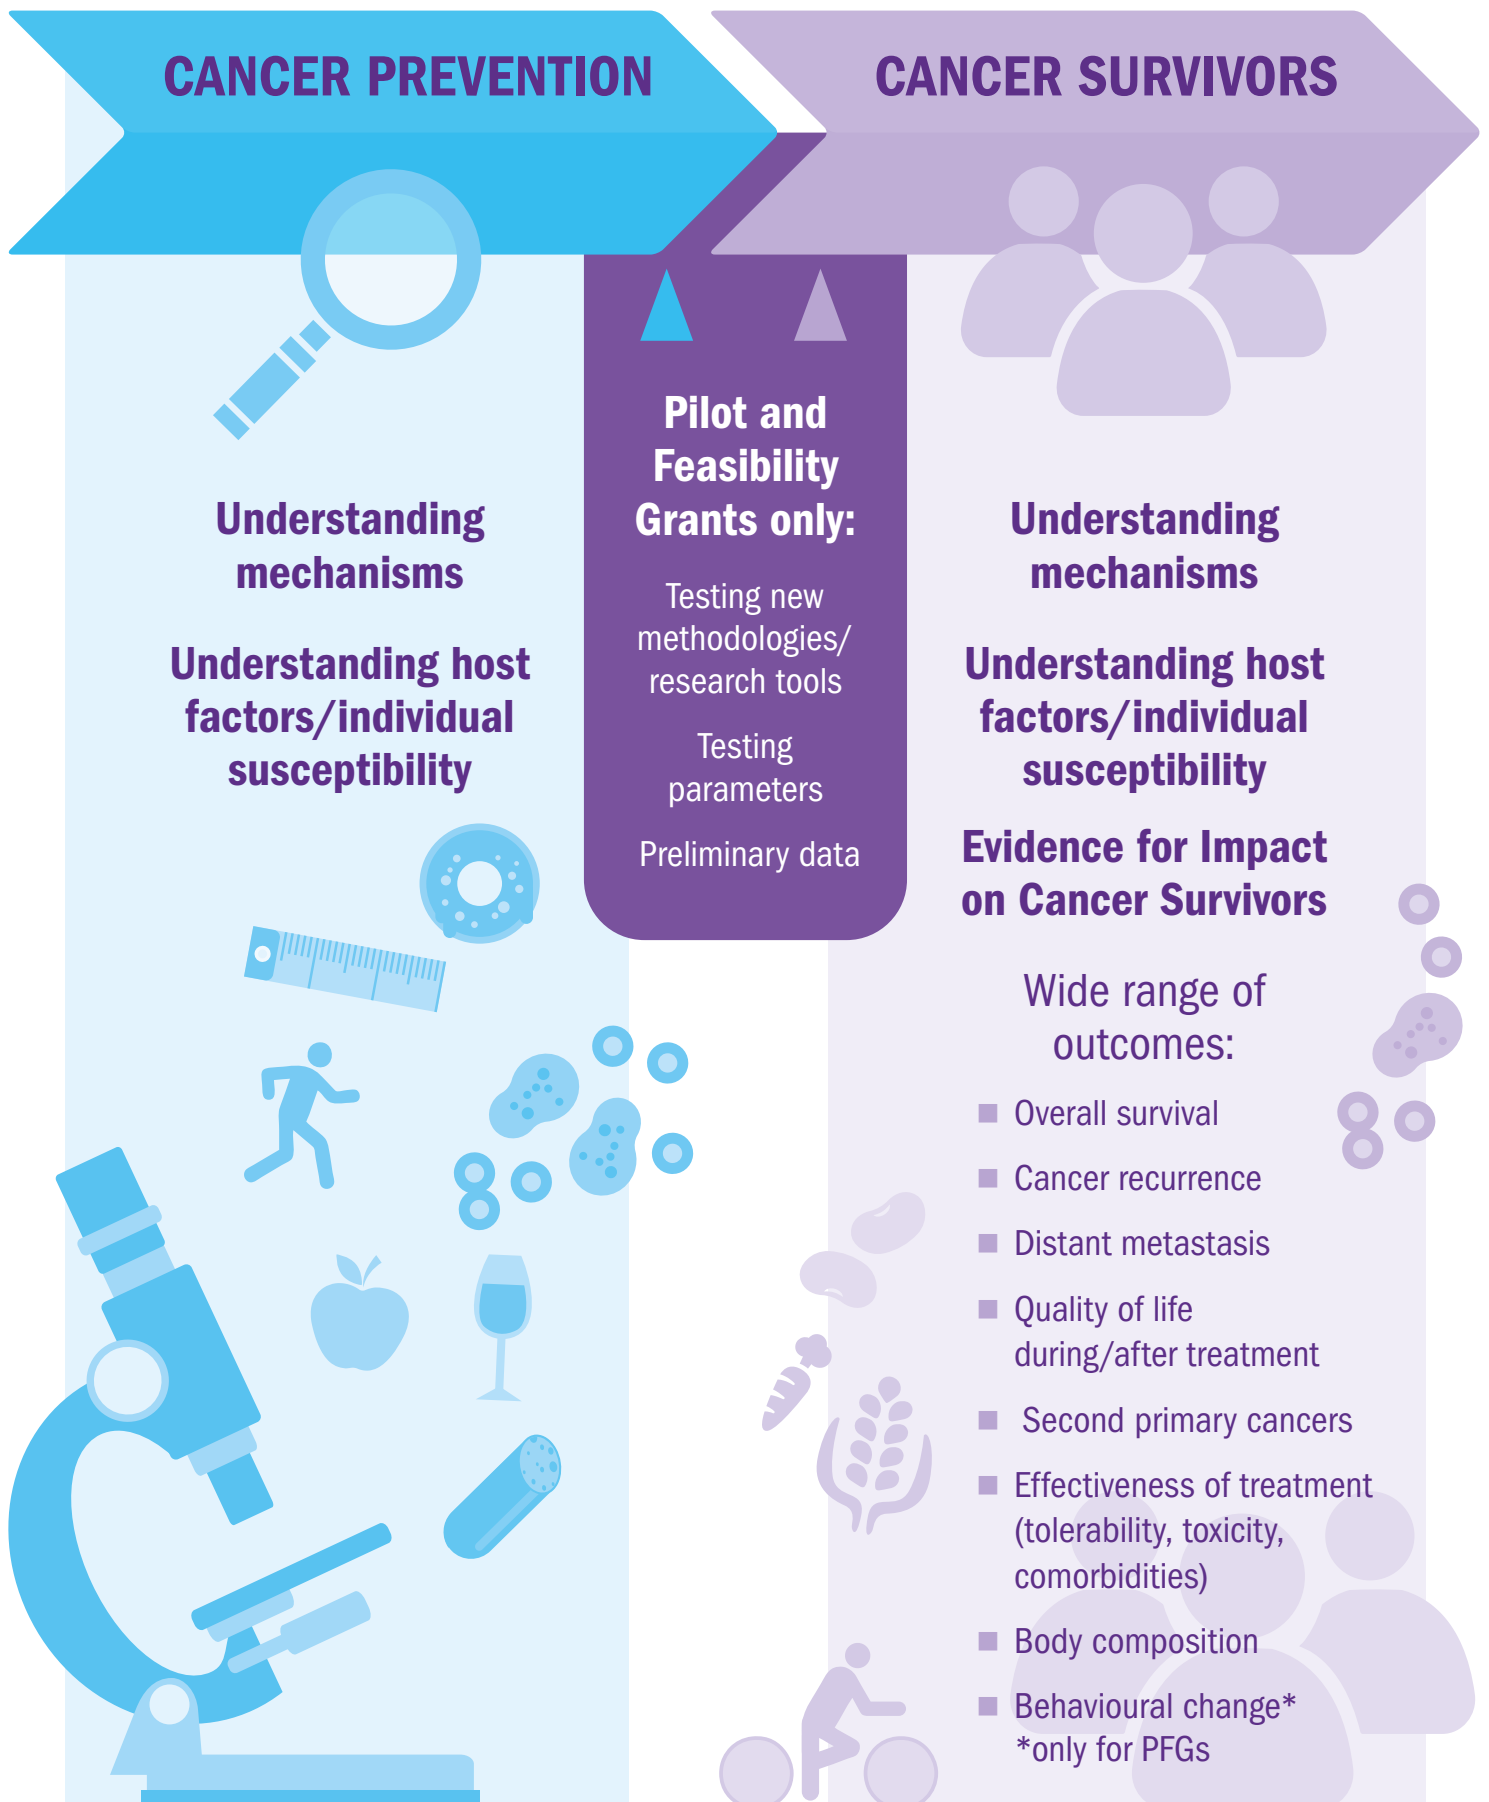 CANCER PREVENTION
CANCER SURVIVORS
Understanding
mechanisms
Understanding host
factors/individual
susceptibility
Pilot and
Feasibility
Grants only:
Testing new
methodologies/
research tools
Testing
parameters
Preliminary data
Understanding
mechanisms
Understanding host
factors/individual
susceptibility
Evidence for Impact
on Cancer Survivors
Wide range of
outcomes:
■ Overall survival
■ Cancer recurrence
■ Distant metastasis
■ Quality of life
during/after treatment
■ Second primary cancers
■ Effectiveness of treatment
(tolerability, toxicity,
comorbidities)
■ Body composition
■ Behavioural change*
*only for PFGs